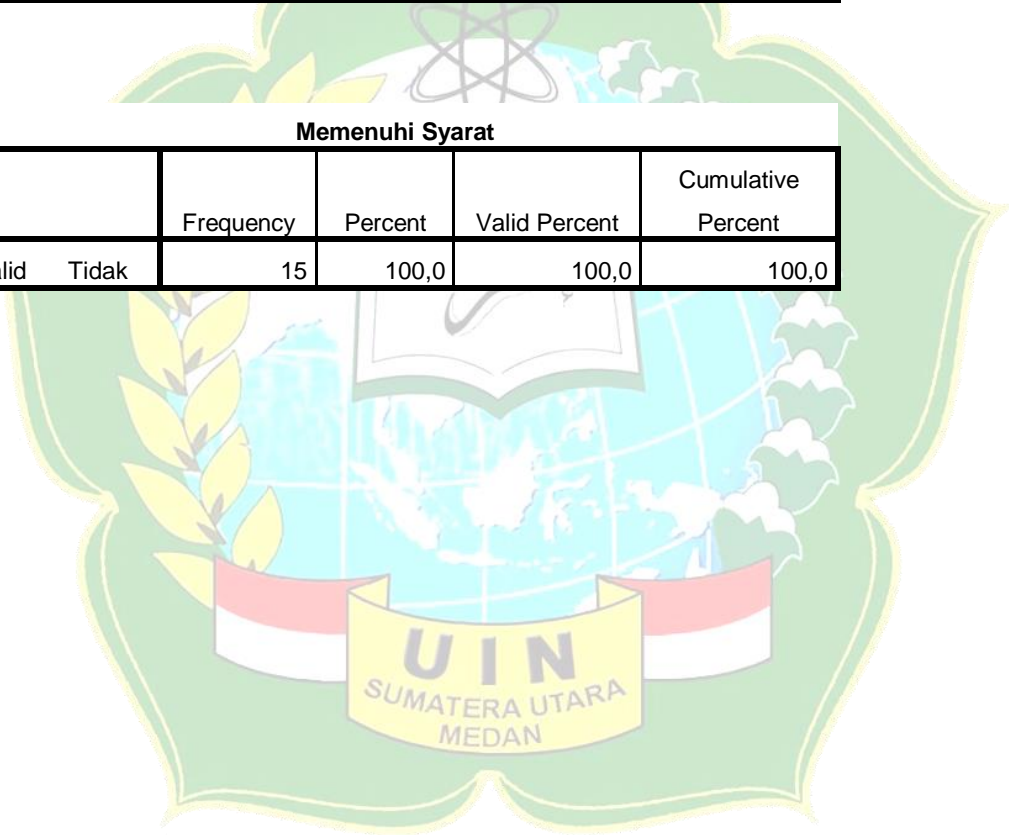 Memenuhi Syarat
Cumulative
Frequency Percent Valid Percent Percent
alid Tidak 15 100,0 100,0 100,0
UIN
SUMATERA UTARA
MEDAN